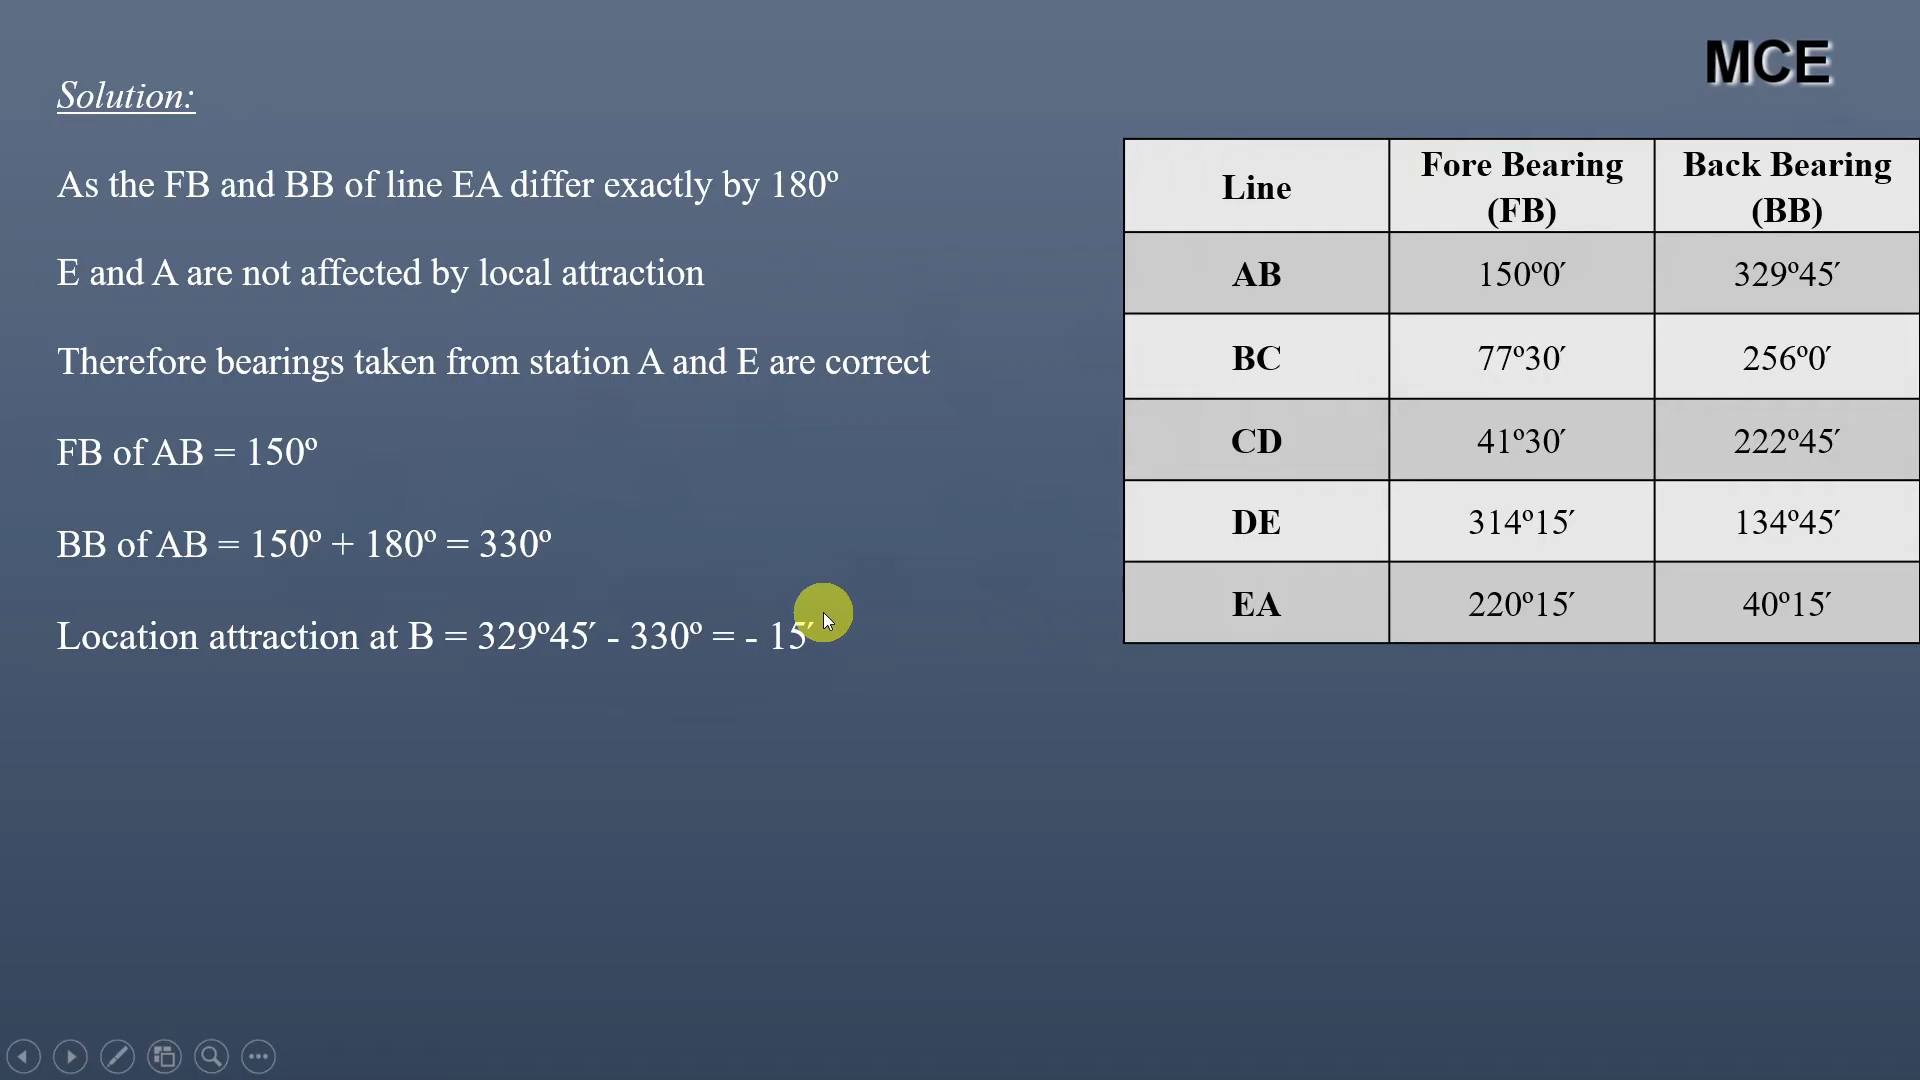 MCE
Solution:
As the FB and BB of line EA differ exactly by 180º
E and A are not affected by local attraction
Therefore bearings taken from station A and E are correct
FB of AB = 150º
BB of AB = 150º + 180º = 330º
Location attraction at B = 329º45´ - 330º = - 15´
Line Fore Bearing (FB) Back Bearing (BB)
AB 150º0´ 329º45´
BC 77º30´ 256º0´
CD 41º30´ 222º45´
DE 314º15´ 134º45´
EA 220º15´ 40º15´